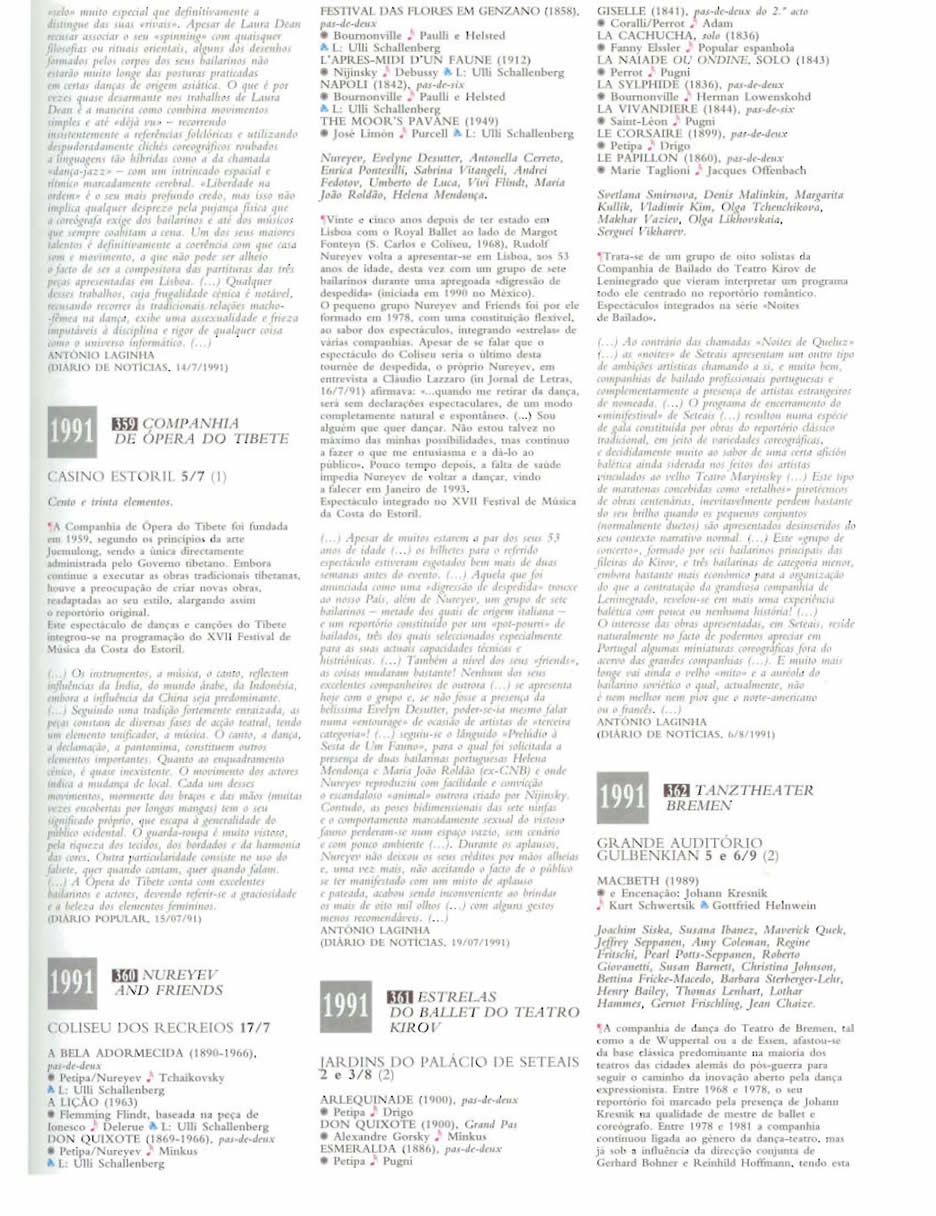 «selo» muito especial que definitivamente a
distingue das suas «rivais». Apesar de Laura Dean
recusar associar o seu «spinning» com quaisquer
filosofias ou rituais orientais, alguns dos desenhos
formados pelos corpos dos seus bailarinos não
estarão muito longe das posturas praticadas
em certas danças de origem asiática. O que é por
vezes quase desarmante nos trabalhos de Laura
Dean é a maneira como combina movimentos
simples e até «déjà vu» – recorrendo
insistentemente a referências folclóricas e utilizando
despudoradamente clichés coreográficos roubados
a linguagens tão híbridas como a da chamada
«dança-jazz» – com um intrincado espacial e
rítmico marcadamente cerebral. «Liberdade na
ordem» é o seu mais profundo credo, mas isso não
implica qualquer desprezo pela pujança física que
a coreógrafa exige dos bailarinos e até dos músicos
que sempre coabitam a cena. Um dos seus maiores
talentos é definitivamente a coerência com que casa
som e movimento, a que não pode ser alheio
o facto de ser a compositora das partituras das três
peças apresentadas em Lisboa. (...) Qualquer
desses trabalhos, cuja frugalidade cénica é notável,
recusando recorrer às tradicionais relações macho-
-fêmea na dança, exibe uma assexualidade e frieza
imputáveis à disciplina e rigor de qualquer coisa
como o universo informático. (...)
ANTÓNIO LAGINHA
(DIÁRIO DE NOTÍCIAS, 14/7/1991)
1991
359 COMPANHIA
DE ÓPERA DO TIBETE
CASINO ESTORIL 5/7 (1)
Cento e trinta elementos.
¶A Companhia de Ópera do Tibete foi fundada
em 1959, segundo os princípios da arte
Juemulong, sendo a única directamente
administrada pelo Governo tibetano. Embora
continue a executar as obras tradicionais tibetanas,
houve a preocupação de criar novas obras,
readaptadas ao seu estilo, alargando assim
o reportório original.
Este espectáculo de danças e canções do Tibete
integrou-se na programação do XVII Festival de
Música da Costa do Estoril.
(...) Os instrumentos, a música, o canto, reflectem
influências da Índia, do mundo árabe, da Indonésia,
embora a influência da China seja predominante.
(...) Seguindo uma tradição fortemente enraizada, as
peças constam de diversas fases de acção teatral, tendo
um elemento unificador, a música. O canto, a dança,
a declamação, a pantomima, constituem outros
elementos importantes. Quanto ao enquadramento
cénico, é quase inexistente. O movimento dos actores
indica a mudança de local. Cada um desses
movimentos, mormente dos braços e das mãos (muitas
vezes encobertas por longas mangas) tem o seu
significado próprio, que escapa à generalidade do
público ocidental. O guarda-roupa é muito vistoso,
pela riqueza dos tecidos, dos bordados e da harmonia
das cores. Outra particularidade consiste no uso do
falsete, quer quando cantam, quer quando falam.
(...) A Ópera do Tibete conta com excelentes
bailarinos e actores, devendo referir-se a graciosidade
e a beleza dos elementos femininos.
(DIÁRIO POPULAR, 15/07/91)
1991
360 NUREYEV
AND FRIENDS
COLISEU DOS RECREIOS 17/7
A BELA ADORMECIDA (1890-1966),
pas-de-deux
Petipa/Nureyev Tchaikovsky
L: Ulli Schallenberg
A LIÇÃO (1963)
Flemming Flindt, baseada na peça de
Ionesco Delerue L: Ulli Schallenberg
DON QUIXOTE (1869-1966), pas-de-deux
Petipa/Nureyev Minkus
L: Ulli Schallenberg
FESTIVAL DAS FLORES EM GENZANO (1858),
pas-de-deux
Bournonville Paulli e Helsted
L: Ulli Schallenberg
L'APRES-MIDI D'UN FAUNE (1912)
Nijinsky Debussy L: Ulli Schallenberg
NAPOLI (1842), pas-de-six
Bournonville Paulli e Helsted
L: Ulli Schallenberg
THE MOOR'S PAVANE (1949)
José Limón Purcell L: Ulli Schallenberg
Nureyev, Evelyne Desutter, Antonella Cerreto,
Enrica Pontesilli, Sabrina Vitangeli, Andrei
Fedotov, Umberto de Luca, Vivi Flindt, Maria
João Roldão, Helena Mendonça.
¶Vinte e cinco anos depois de ter estado em
Lisboa com o Royal Ballet ao lado de Margot
Fonteyn (S. Carlos e Coliseu, 1968), Rudolf
Nureyev volta a apresentar-se em Lisboa, aos 53
anos de idade, desta vez com um grupo de sete
bailarinos durante uma apregoada «digressão de
despedida» (iniciada em 1990 no México).
O pequeno grupo Nureyev and Friends foi por ele
formado em 1978, com uma constituição flexível,
ao sabor dos espectáculos, integrando «estrelas» de
várias companhias. Apesar de se falar que o
espectáculo do Coliseu seria o último desta
tournée de despedida, o próprio Nureyev, em
entrevista a Cláudio Lazzaro (in Jornal de Letras,
16/7/91) afirmava: «...quando me retirar da dança,
será sem declarações espectaculares, de um modo
completamente natural e espontâneo. (...) Sou
alguém que quer dançar. Não estou talvez no
máximo das minhas possibilidades, mas continuo
a fazer o que me entusiasma e a dá-lo ao
público». Pouco tempo depois, a falta de saúde
impedia Nureyev de voltar a dançar, vindo
a falecer em Janeiro de 1993.
Espectáculo integrado no XVII Festival de Música
da Costa do Estoril.
(...) Apesar de muitos estarem a par dos seus 53
anos de idade (...) os bilhetes para o referido
espectáculo estiveram esgotados bem mais de duas
semanas antes do evento. (...) Aquela que foi
anunciada como uma «digressão de despedida» trouxe
ao nosso País, além de Nureyev, um grupo de sete
bailarinos – metade dos quais de origem italiana –
e um reportório constituído por um «pot-pourri» de
bailados, três dos quais seleccionados especialmente
para as suas actuais capacidades técnicas e
histriónicas. (...) Também a nível dos seus «friends»,
as coisas mudaram bastante! Nenhum dos seus
excelentes companheiros de outrora (...) se apresenta
hoje com o grupo e, se não fosse a presença da
belíssima Evelyn Desutter, poder-se-ia mesmo falar
numa «entourage» de ocasião de artistas de «terceira
categoria»! (...) seguiu-se o lânguido «Prelúdio à
Sesta de Um Fauno», para o qual foi solicitada a
presença de duas bailarinas portuguesas Helena
Mendonça e Maria João Roldão (ex-CNB) e onde
Nureyev reproduziu com facilidade e convicção
o escandaloso «animal» outrora criado por Nijinsky.
Contudo, as poses bidimensionais das sete ninfas
e o comportamento marcadamente sexual do vistoso
fauno perderam-se num espaço vazio, sem cenário
e com pouco ambiente (...). Durante os aplausos,
Nureyev não deixou os seus créditos por mãos alheias
e, uma vez mais, não aceitando o facto de o público
se ter manifestado com um misto de aplauso
e pateada, acabou sendo inconveniente ao brindar
os mais de oito mil olhos (...) com alguns gestos
menos recomendáveis. (...)
ANTÓNIO LAGINHA
(DIÁRIO DE NOTÍCIAS, 19/07/1991)
1991
361 ESTRELAS
DO BALLET DO TEATRO
KIROV
JARDINS DO PALÁCIO DE SETEAIS
2 e 3/8 (2)
ARLEQUINADE (1900), pas-de-deux
Petipa Drigo
DON QUIXOTE (1900), Grand Pas
Alexandre Gorsky Minkus
ESMERALDA (1886), pas-de-deux
Petipa Pugni
GISELLE (1841), pas-de-deux do 2.º acto
Coralli/Perrot Adam
LA CACHUCHA, solo (1836)
Fanny Elssler Popular espanhola
LA NAIADE OU ONDINE, SOLO (1843)
Perrot Pugni
LA SYLPHIDE (1836), pas-de-deux
Bournonville Herman Lowenskohd
LA VIVANDIERE (1844), pas-de-six
Saint-Léon Pugni
LE CORSAIRE (1899), pas-de-deux
Petipa Drigo
LE PAPILLON (1860), pas-de-deux
Marie Taglioni Jacques Offenbach
Svetlana Smirnova, Denis Malinkin, Margarita
Kullik, Vladimir Kim, Olga Tchenchikova,
Makhar Vaziev, Olga Likhovskaia,
Serguei Vikharev.
¶Trata-se de um grupo de oito solistas da
Companhia de Bailado do Teatro Kirov de
Leninegrado que vieram interpretar um programa
todo ele centrado no reportório romântico.
Espectáculos integrados na série «Noites
de Bailado».
(...) Ao contrário das chamadas «Noites de Queluz»
(...) as «noites» de Seteais apresentam um outro tipo
de ambições artísticas chamando a si, e muito bem,
companhias de bailado profissionais portuguesas e
complementarmente a presença de artistas estrangeiros
de nomeada. (...) O programa de encerramento do
«minifestival» de Seteais (...) resultou numa espécie
de gala constituída por obras do reportório clássico
tradicional, em jeito de variedades coreográficas,
e decididamente muito ao sabor de uma certa afición
balética ainda siderada nos feitos dos artistas
vinculados ao velho Teatro Maryinsky (...) Este tipo
de maratonas concebidas como «retalhos» pirotécnicos
de obras centenárias, inevitavelmente perdem bastante
do seu brilho quando os pequenos conjuntos
(normalmente duetos) são apresentados desinseridos do
seu contexto narrativo normal. (...) Este «grupo de
concerto», formado por seis bailarinos principais das
fileiras do Kirov, e três bailarinas de categoria menor,
embora bastante mais económico para a organização
do que a contratação da grandiosa companhia de
Leninegrado, revelou-se em mais uma experiência
balética com pouca ou nenhuma história! (...)
O interesse das obras apresentadas, em Seteais, reside
naturalmente no facto de podermos apreciar em
Portugal algumas miniaturas coreográficas fora do
acervo das grandes companhias (...). E muito mais
longe vai ainda o velho «mito» e a auréola do
bailarino soviético o qual, actualmente, não
é nem melhor nem pior que o norte-americano
ou o francês. (...)
ANTÓNIO LAGINHA
(DIÁRIO DE NOTÍCIAS, 6/8/1991)
1991
362 TANZTHEATER
BREMEN
GRANDE AUDITÓRIO
GULBENKIAN 5 e 6/9 (2)
MACBETH (1989)
e Encenação: Johann Kresnik
Kurt Schwertsik Gottfried Helnwein
Joachim Siska, Susana Ibanez, Maverick Quek,
Jeffrey Seppanen, Amy Coleman, Regine
Fritschi, Pearl Potts-Seppanen, Roberto
Giovanetti, Susan Barnett, Christina Johnson,
Bettina Fricke-Macedo, Barbara Sterberger-Lehr,
Henry Bailey, Thomas Lenhart, Lothar
Hammes, Gernot Frischling, Jean Chaize.
¶A companhia de dança do Teatro de Bremen, tal
como a de Wuppertal ou a de Essen, afastou-se
da base clássica predominante na maioria dos
teatros das cidades alemãs do pós-guerra para
seguir o caminho da inovação aberto pela dança
expressionista. Entre 1968 e 1978, o seu
reportório foi marcado pela presença de Johann
Kresnik na qualidade de mestre de ballet e
coreógrafo. Entre 1978 e 1981 a companhia
continuou ligada ao género da dança-teatro, mas
já sob a influência da direcção conjunta de
Gerhard Bohner e Reinhild Hoffmann, tendo esta